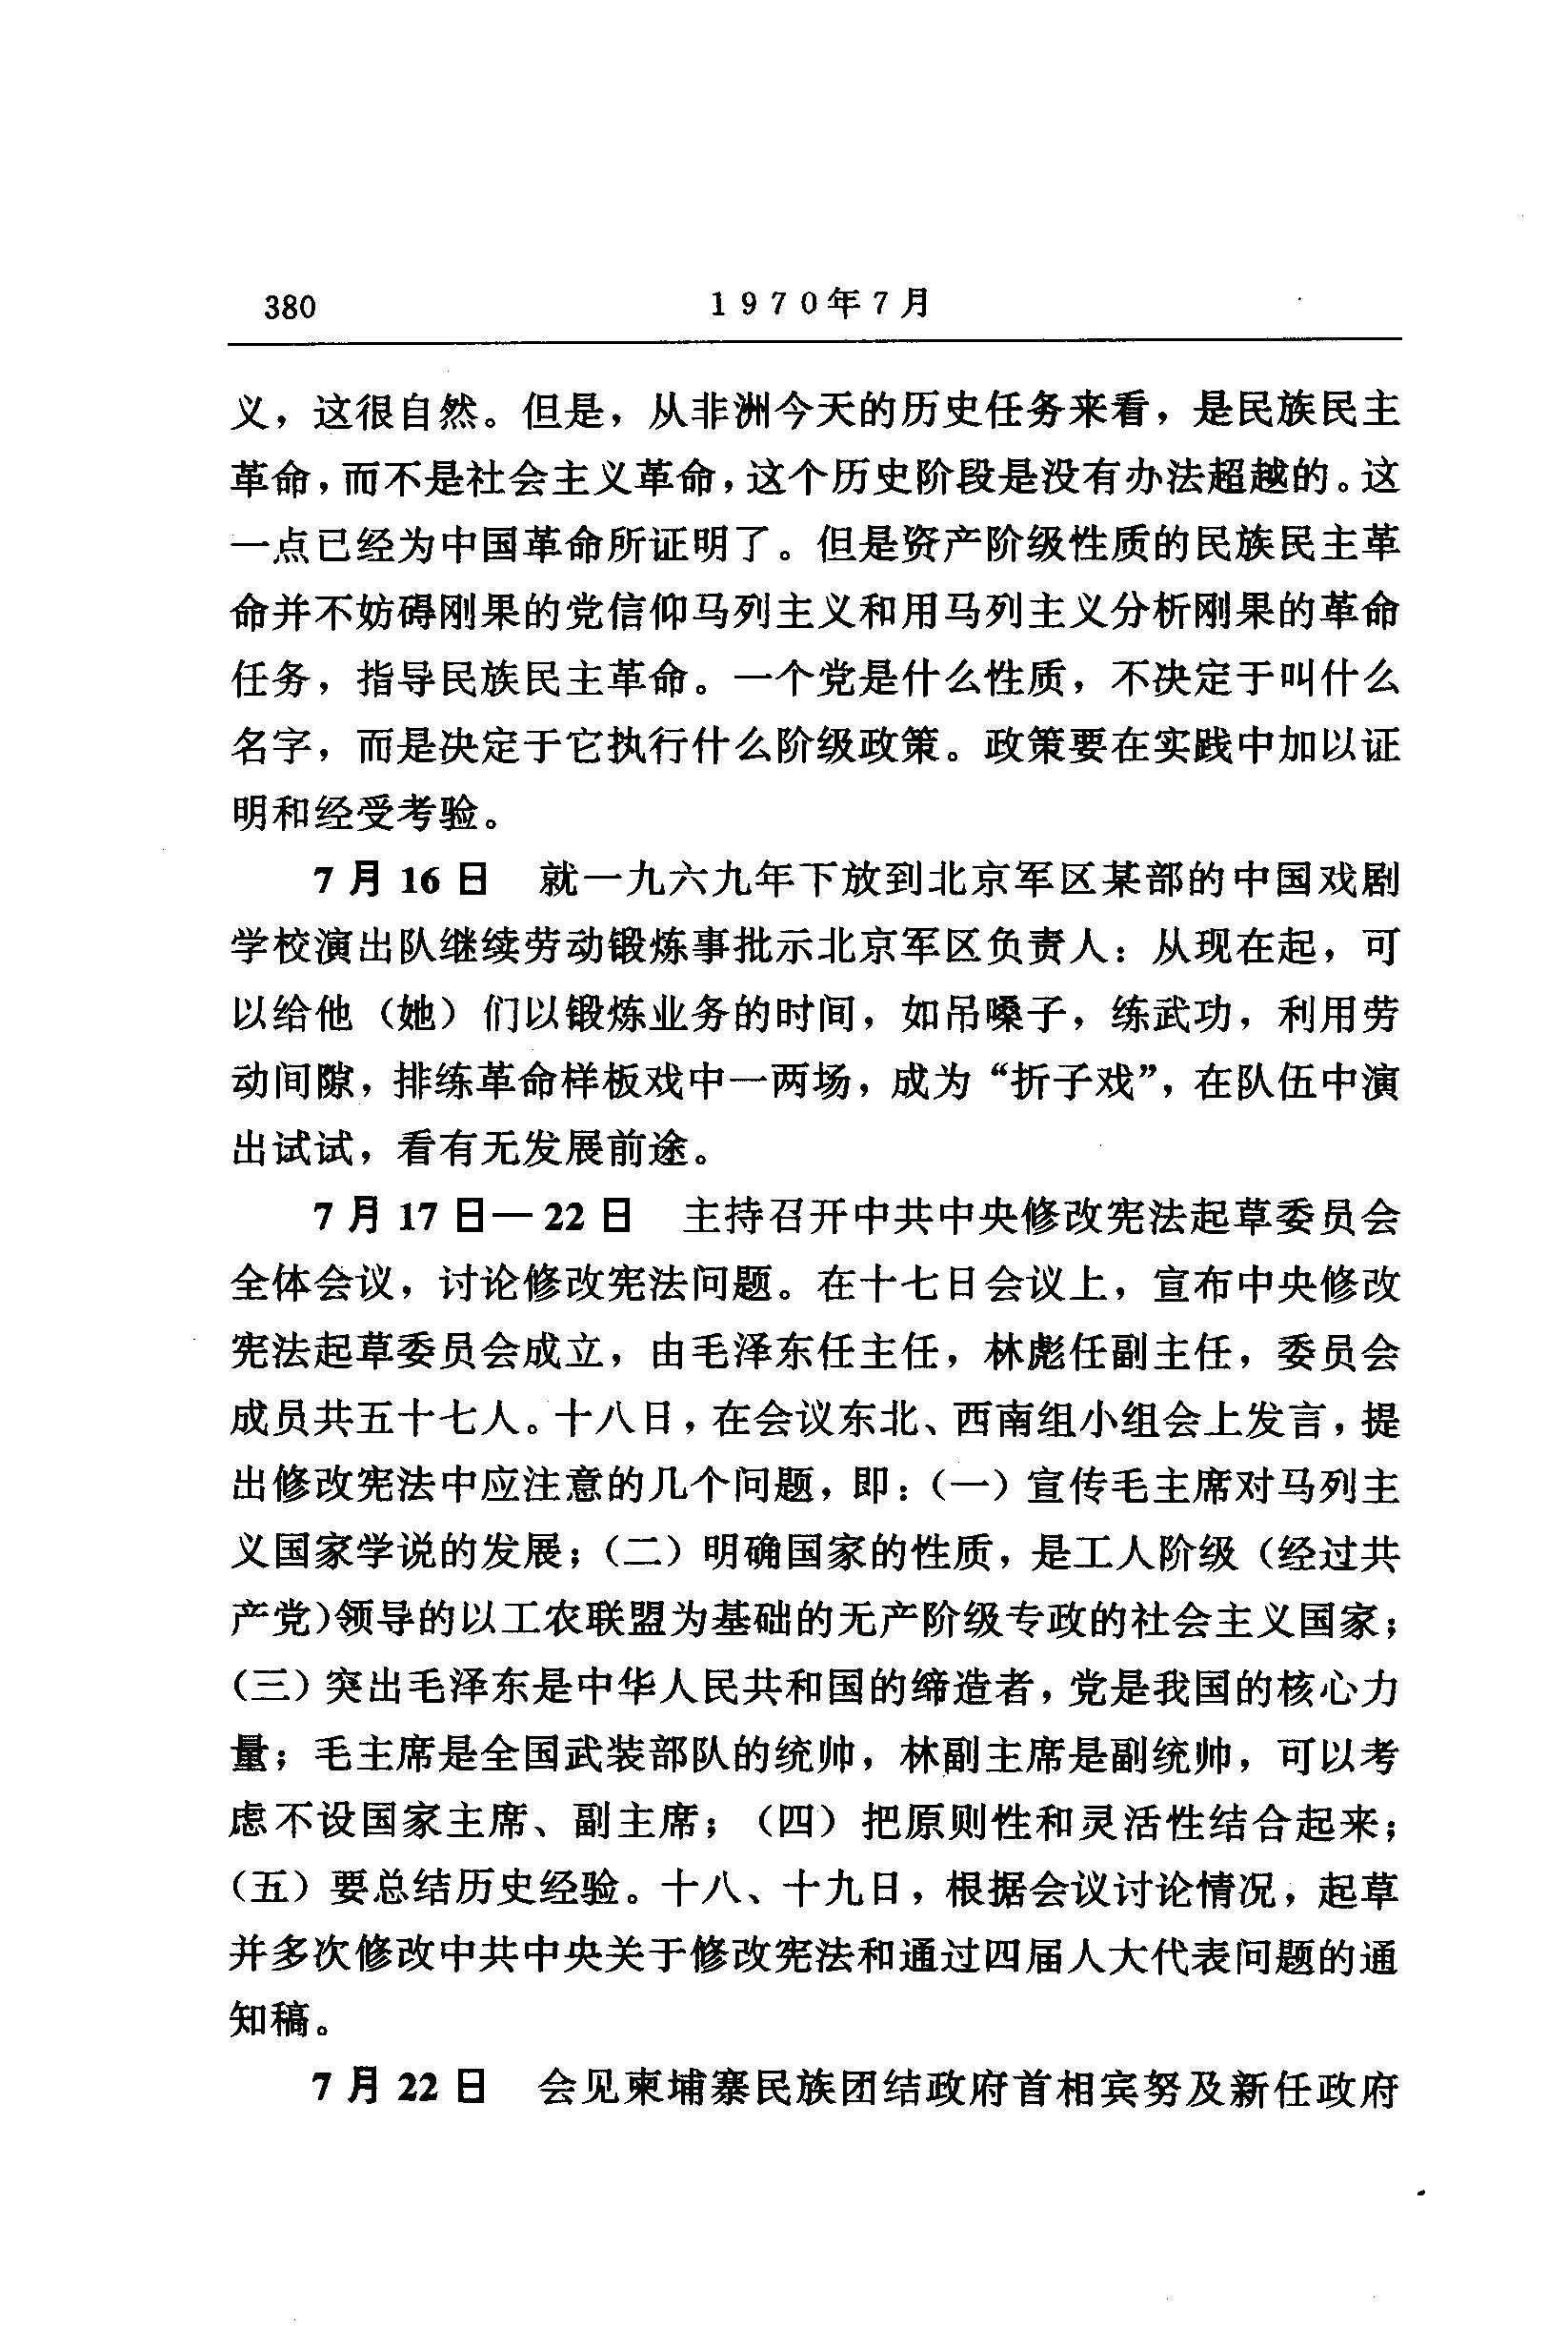 380
1970年7月
义，这很自然。但是，从非洲今天的历史任务来看，是民族民主
革命，而不是社会主义革命，这个历史阶段是没有办法超越的。这
一点已经为中国革命所证明了。但是资产阶级性质的民族民主革
命并不妨碍刚果的党信仰马列主义和用马列主义分析刚果的革命
任务，指导民族民主革命。一个党是什么性质，不决定于叫什么
名字，而是决定于它执行什么阶级政策。政策要在实践中加以证
明和经受考验。
7月16日　就一九六九年下放到北京军区某部的中国戏剧
学校演出队继续劳动锻炼事批示北京军区负责人：从现在起，可
以给他（她）们以锻炼业务的时间，如吊嗓子，练武功，利用劳
动间隙，排练革命样板戏中一两场，成为“折子戏”，在队伍中演
出试试，看有无发展前途。
7月17日—22日　主持召开中共中央修改宪法起草委员会
全体会议，讨论修改宪法问题。在十七日会议上，宣布中央修改
宪法起草委员会成立，由毛泽东任主任，林彪任副主任，委员会
成员共五十七人。十八日，在会议东北、西南组小组会上发言，提
出修改宪法中应注意的几个问题，即：（一）宣传毛主席对马列主
义国家学说的发展；（二）明确国家的性质，是工人阶级（经过共
产党）领导的以工农联盟为基础的无产阶级专政的社会主义国家；
（三）突出毛泽东是中华人民共和国的缔造者，党是我国的核心力
量；毛主席是全国武装部队的统帅，林副主席是副统帅，可以考
虑不设国家主席、副主席；（四）把原则性和灵活性结合起来；
（五）要总结历史经验。十八、十九日，根据会议讨论情况，起草
并多次修改中共中央关于修改宪法和通过四届人大代表问题的通
知稿。
7月22日　会见柬埔寨民族团结政府首相宾努及新任政府